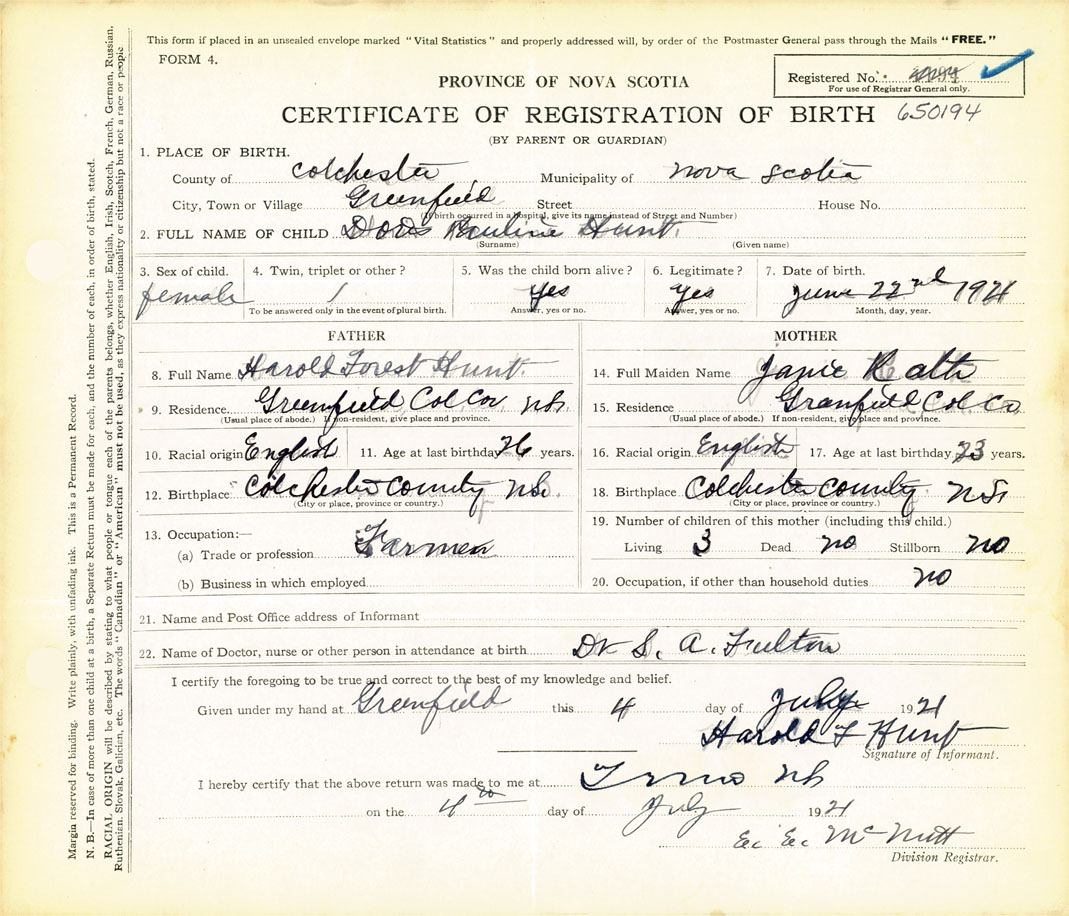 This form if placed in an unsealed envelope marked "Vital Statistics" and properly addressed will, by order of the Postmaster General pass through the Mails "FREE."
FORM 4.
Registered No.
For use of Registrar General only.
PROVINCE OF NOVA SCOTIA
CERTIFICATE OF REGISTRATION OF BIRTH 650194
(BY PARENT OR GUARDIAN)
1. PLACE OF BIRTH.
County of Colchester Municipality of Nova Scotia
City, Town or Village Greenfield Street House No.
(If birth occurred in a hospital, give its name instead of Street and Number)
2. FULL NAME OF CHILD Doris Pauline Hunt.
(Surname) (Given name)
3. Sex of child. 4. Twin, triplet or other? 5. Was the child born alive? 6. Legitimate? 7. Date of birth.
female / Yes Yes June 22nd 1921
To be answered only in the event of plural birth. Answer, yes or no. Answer, yes or no. Month, day, year.
FATHER MOTHER
8. Full Name Harold Forest Hunt. 14. Full Maiden Name Janie
9. Residence Greenfield Col. Co. N.S. 15. Residence Greenfield Col Co
(Usual place of abode.) If non-resident, give place and province. (Usual place of abode.) If non-resident, give place and province.
10. Racial origin English 11. Age at last birthday 26 years. 16. Racial origin English 17. Age at last birthday 23 years.
12. Birthplace Colchester County N.S. 18. Birthplace Colchester County N.S.
(City or place, province or country.) (City or place, province or country.)
13. Occupation:— 19. Number of children of this mother (including this child.)
(a) Trade or profession Farmer Living 3 Dead no Stillborn no
(b) Business in which employed 20. Occupation, if other than household duties no
21. Name and Post Office address of Informant
22. Name of Doctor, nurse or other person in attendance at birth Dr S. A. Fulton
I certify the foregoing to be true and correct to the best of my knowledge and belief.
Given under my hand at Greenfield this 4 day of July 1921
Harold F Hunt
Signature of Informant.
I hereby certify that the above return was made to me at Truro NS
on the 4 day of July 1921
E. E. McNutt
Division Registrar.
Margin reserved for binding. Write plainly, with unfading ink. This is a Permanent Record.
N. B.—In case of more than one child at a birth, a Separate Return must be made for each, and the number of each, in order of birth, stated.
RACIAL ORIGIN will be described by stating to what people or tongue each of the parents belongs, whether English, Irish, Scotch, French, German, Russian,
Ruthenian, Slovak, Galician, etc. The words "Canadian" or "American" must not be used, as they express nationality or citizenship but not a race or people